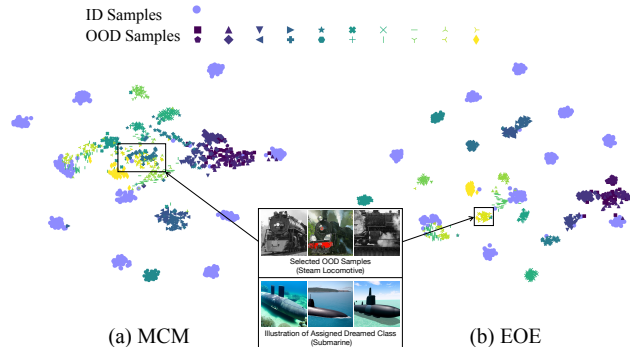 ID Samples
OOD Samples
Selected OOD Samples
(Steam Locomotive)
Illustration of Assigned Dreamed Class
(Submarine)
(a) MCM
(b) EOE